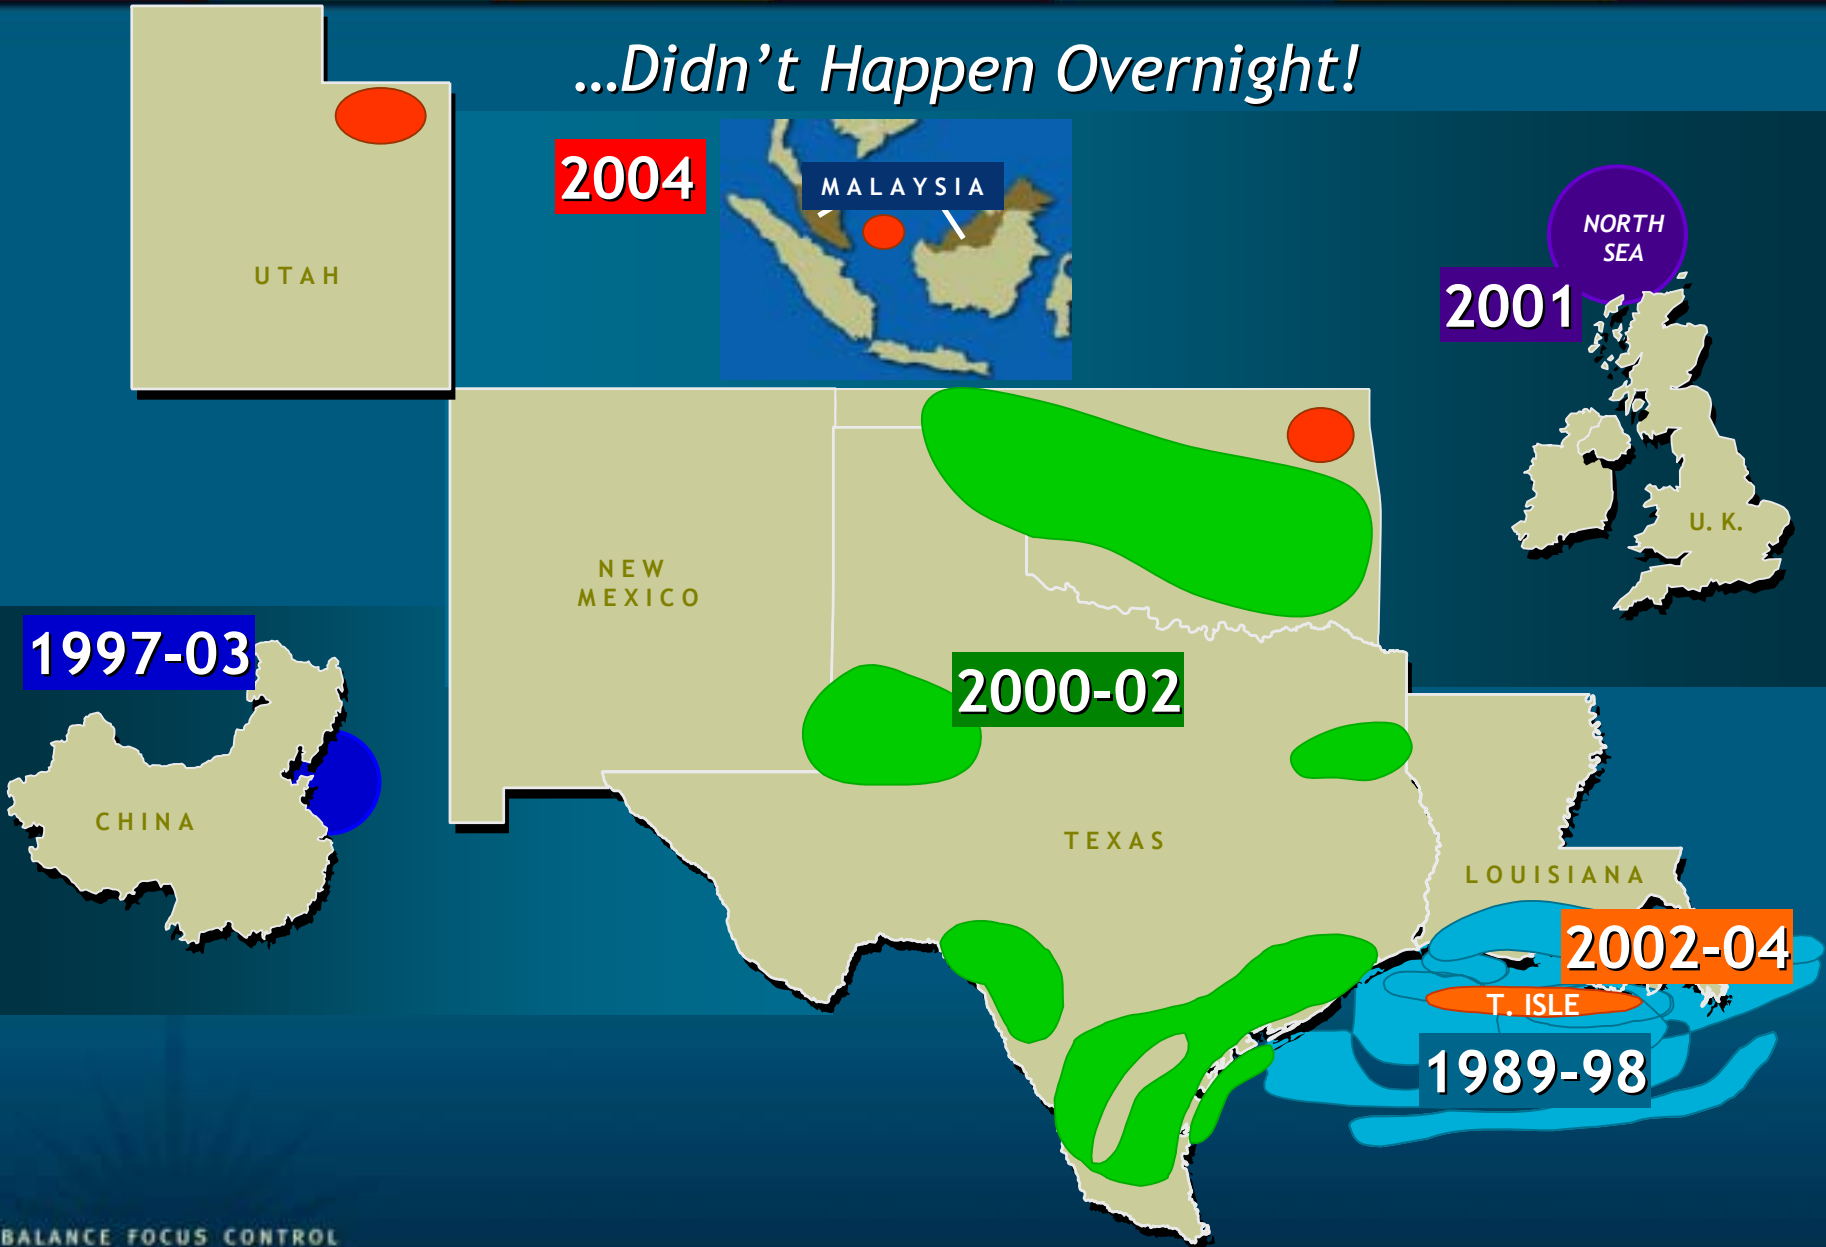 …Didn’t Happen Overnight!
2004
MALAYSIA
NORTH
SEA
2001
UTAH
U. K.
NEW
MEXICO
1997-03
2000-02
CHINA
TEXAS
LOUISIANA
2002-04
T. ISLE
1989-98
BALANCE FOCUS CONTROL